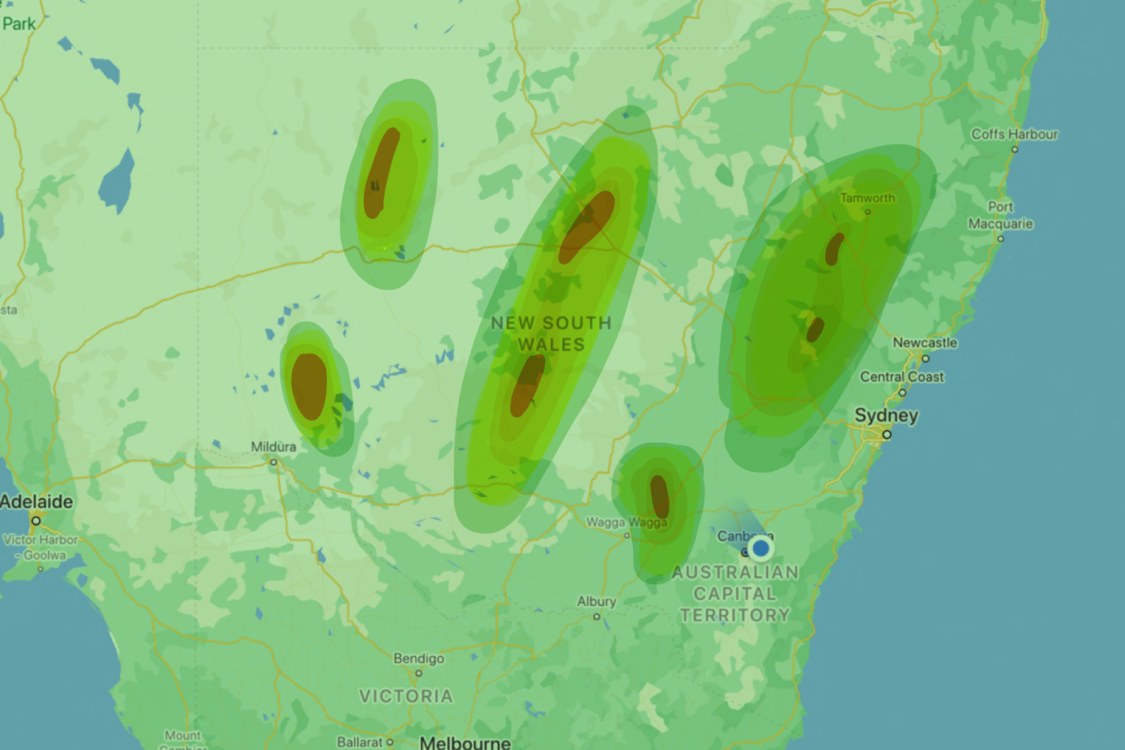 Park
Coffs Harbour
Tamworth
Port
Macquarie
sta
NEW SOUTH
WALES
Newcastle
Central Coast
Sydney
Mildura
Adelaide
Wagga Wagga
Victor Harbor
- Goolwa
AUSTRALIAN
CAPITAL
TERRITORY
Albury
Bendigo
VICTORIA
Mount
Ballarat
Melbourne